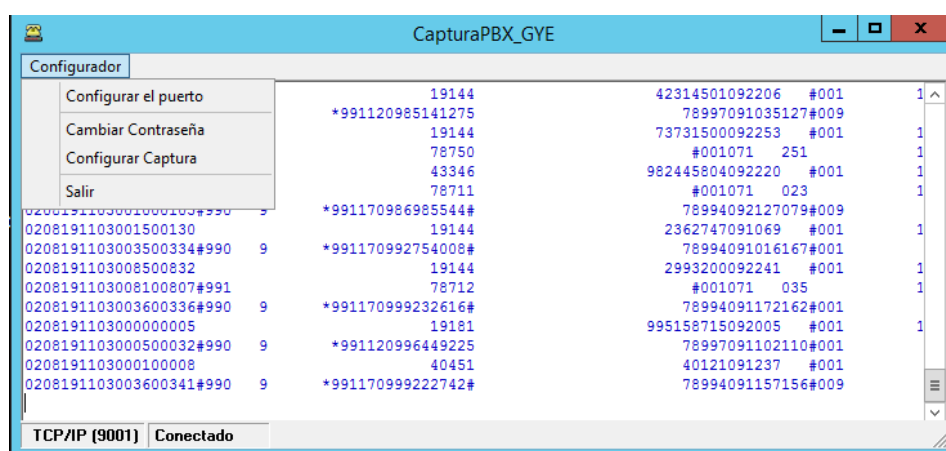 CapturaPBX_GYE
Configurador
Configurar el puerto
Cambiar Contraseña
Configurar Captura
Salir
19144 42314501092206 #001 1
*991120985141275 78997091035127#009
19144 73731500092253 #001 1
78750 #001071 251 1
43346 982445804092220 #001 1
78711 #001071 023 1
0208191103001000103#990 9 *991170986985544# 78994092127079#009
0208191103001500130 19144 2362747091069 #001 1
0208191103003500334#990 9 *991170992754008# 78994091016167#001
0208191103008500832 19144 2993200092241 #001 1
0208191103008100807#991 78712 #001071 035 1
0208191103003600336#990 9 *991170999232616# 78994091172162#001
0208191103000000005 19181 995158715092005 #001 1
0208191103000500032#990 9 *991120996449225 78997091102110#001
0208191103000100008 40451 40121091237 #001
0208191103003600341#990 9 *991170999222742# 78994091157156#009
TCP/IP (9001) Conectado